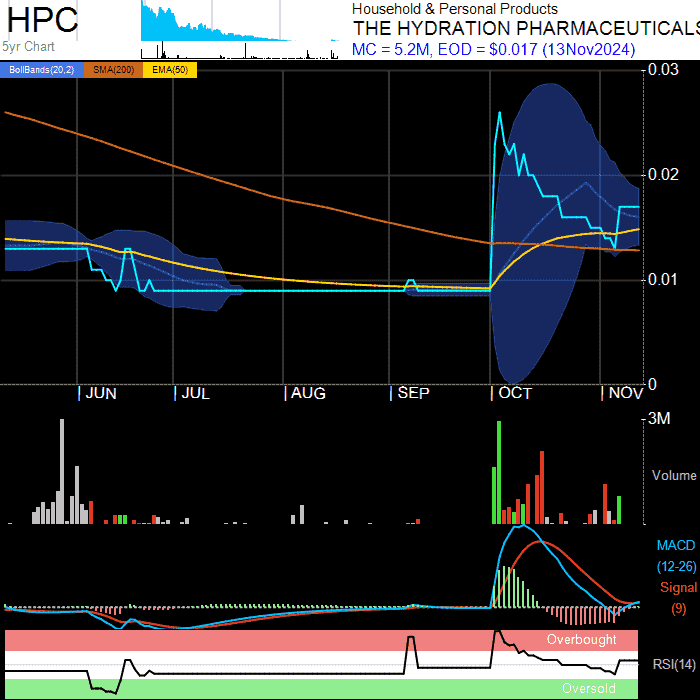 HPC
5yr Chart
Household & Personal Products
THE HYDRATION PHARMACEUTICALS
MC = 5.2M, EOD = $0.017 (13Nov2024)
BollBands(20,2) SMA(200) EMA(50)
0.03
0.02
0.01
0
| JUN | JUL | AUG | SEP | OCT | NOV
3M
Volume
MACD
(12-26)
Signal
(9)
Overbought
RSI(14)
Oversold